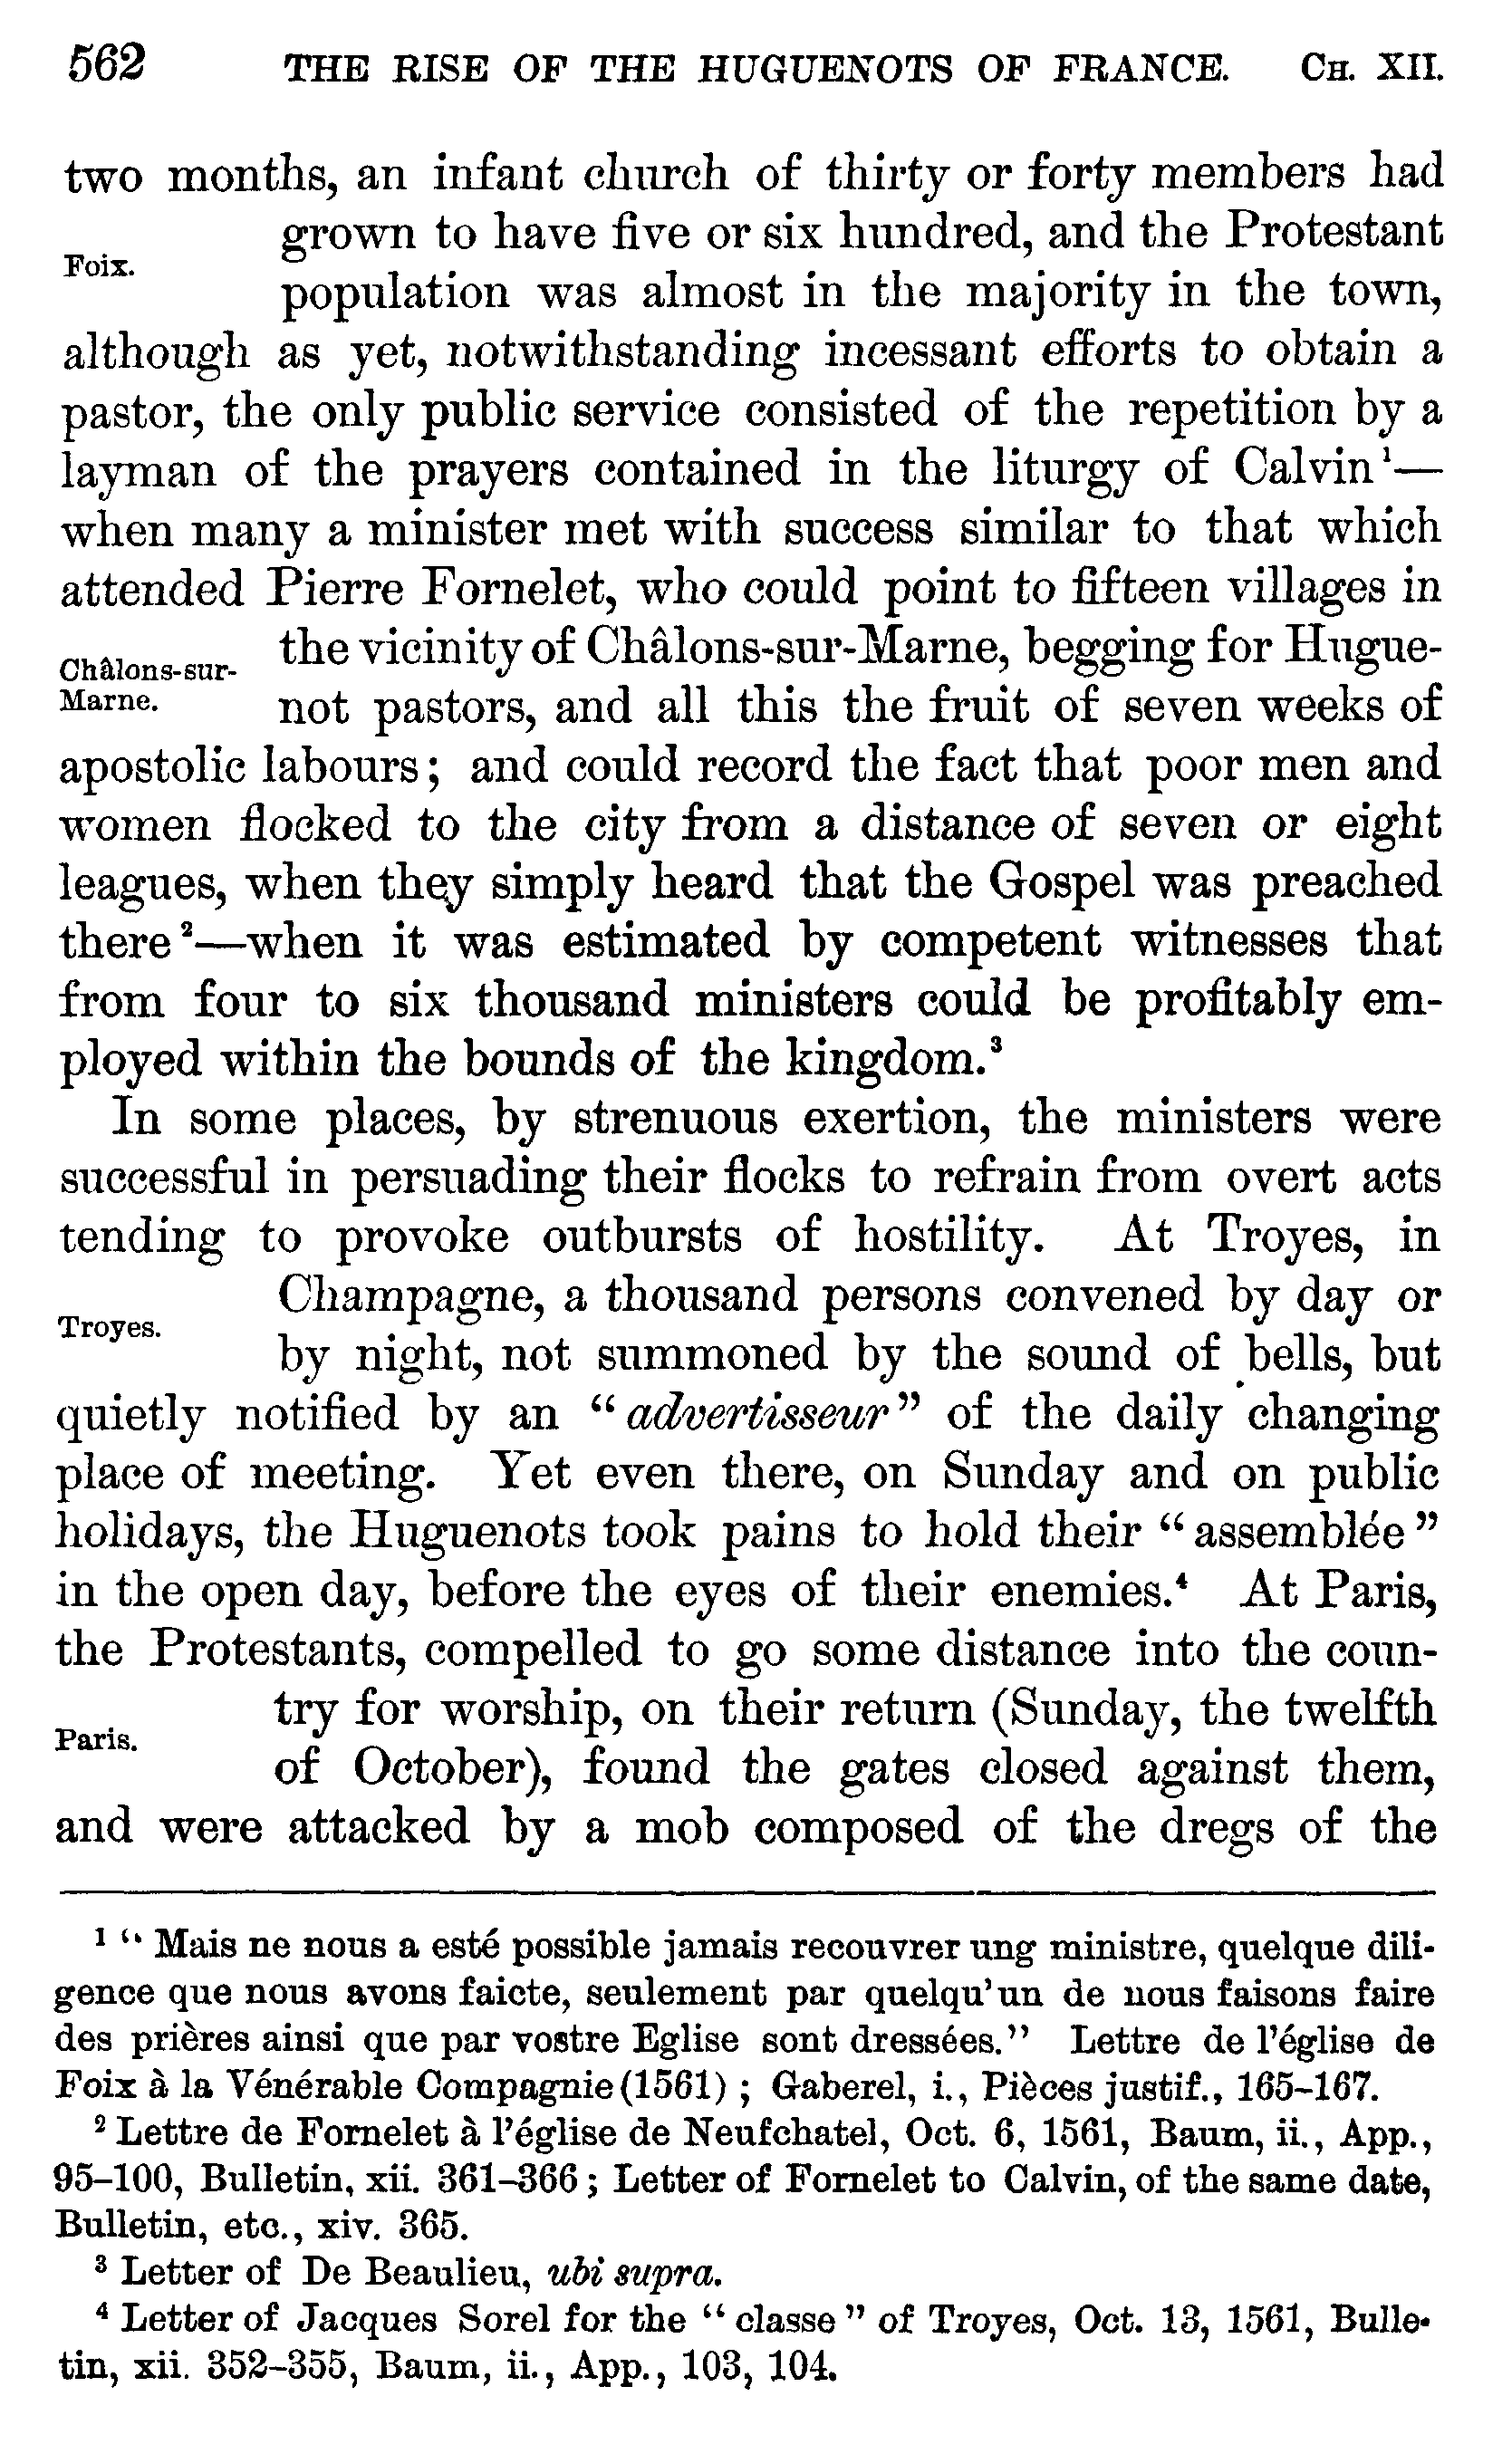 562 THE RISE OF THE HUGUENOTS OF FRANCE. CH. XII.
two months, an infant church of thirty or forty members had
grown to have five or six hundred, and the Protestant
Foix.
population was almost in the majority in the town,
although as yet, notwithstanding incessant efforts to obtain a
pastor, the only public service consisted of the repetition by a
layman of the prayers contained in the liturgy of Calvin¹—
when many a minister met with success similar to that which
attended Pierre Fornelet, who could point to fifteen villages in
the vicinity of Châlons-sur-Marne, begging for Hugue-
Châlons-sur-
Marne.
not pastors, and all this the fruit of seven weeks of
apostolic labours; and could record the fact that poor men and
women flocked to the city from a distance of seven or eight
leagues, when they simply heard that the Gospel was preached
there²—when it was estimated by competent witnesses that
from four to six thousand ministers could be profitably em-
ployed within the bounds of the kingdom.³
In some places, by strenuous exertion, the ministers were
successful in persuading their flocks to refrain from overt acts
tending to provoke outbursts of hostility. At Troyes, in
Champagne, a thousand persons convened by day or
Troyes.
by night, not summoned by the sound of bells, but
quietly notified by an "advertisseur" of the daily changing
place of meeting. Yet even there, on Sunday and on public
holidays, the Huguenots took pains to hold their "assemblée"
in the open day, before the eyes of their enemies.⁴ At Paris,
the Protestants, compelled to go some distance into the coun-
try for worship, on their return (Sunday, the twelfth
Paris.
of October), found the gates closed against them,
and were attacked by a mob composed of the dregs of the
¹ "Mais ne nous a esté possible jamais recouvrer ung ministre, quelque dili-
gence que nous avons faicte, seulement par quelqu'un de nous faisons faire
des prières ainsi que par vostre Eglise sont dressées." Lettre de l'église de
Foix à la Vénérable Compagnie (1561); Gaberel, i., Pièces justif., 165-167.
² Lettre de Fornelet à l'église de Neufchatel, Oct. 6, 1561, Baum, ii., App.,
95-100, Bulletin, xii. 361-366; Letter of Fornelet to Calvin, of the same date,
Bulletin, etc., xiv. 365.
³ Letter of De Beaulieu, ubi supra.
⁴ Letter of Jacques Sorel for the "classe" of Troyes, Oct. 13, 1561, Bulle-
tin, xii. 352-355, Baum, ii., App., 103, 104.